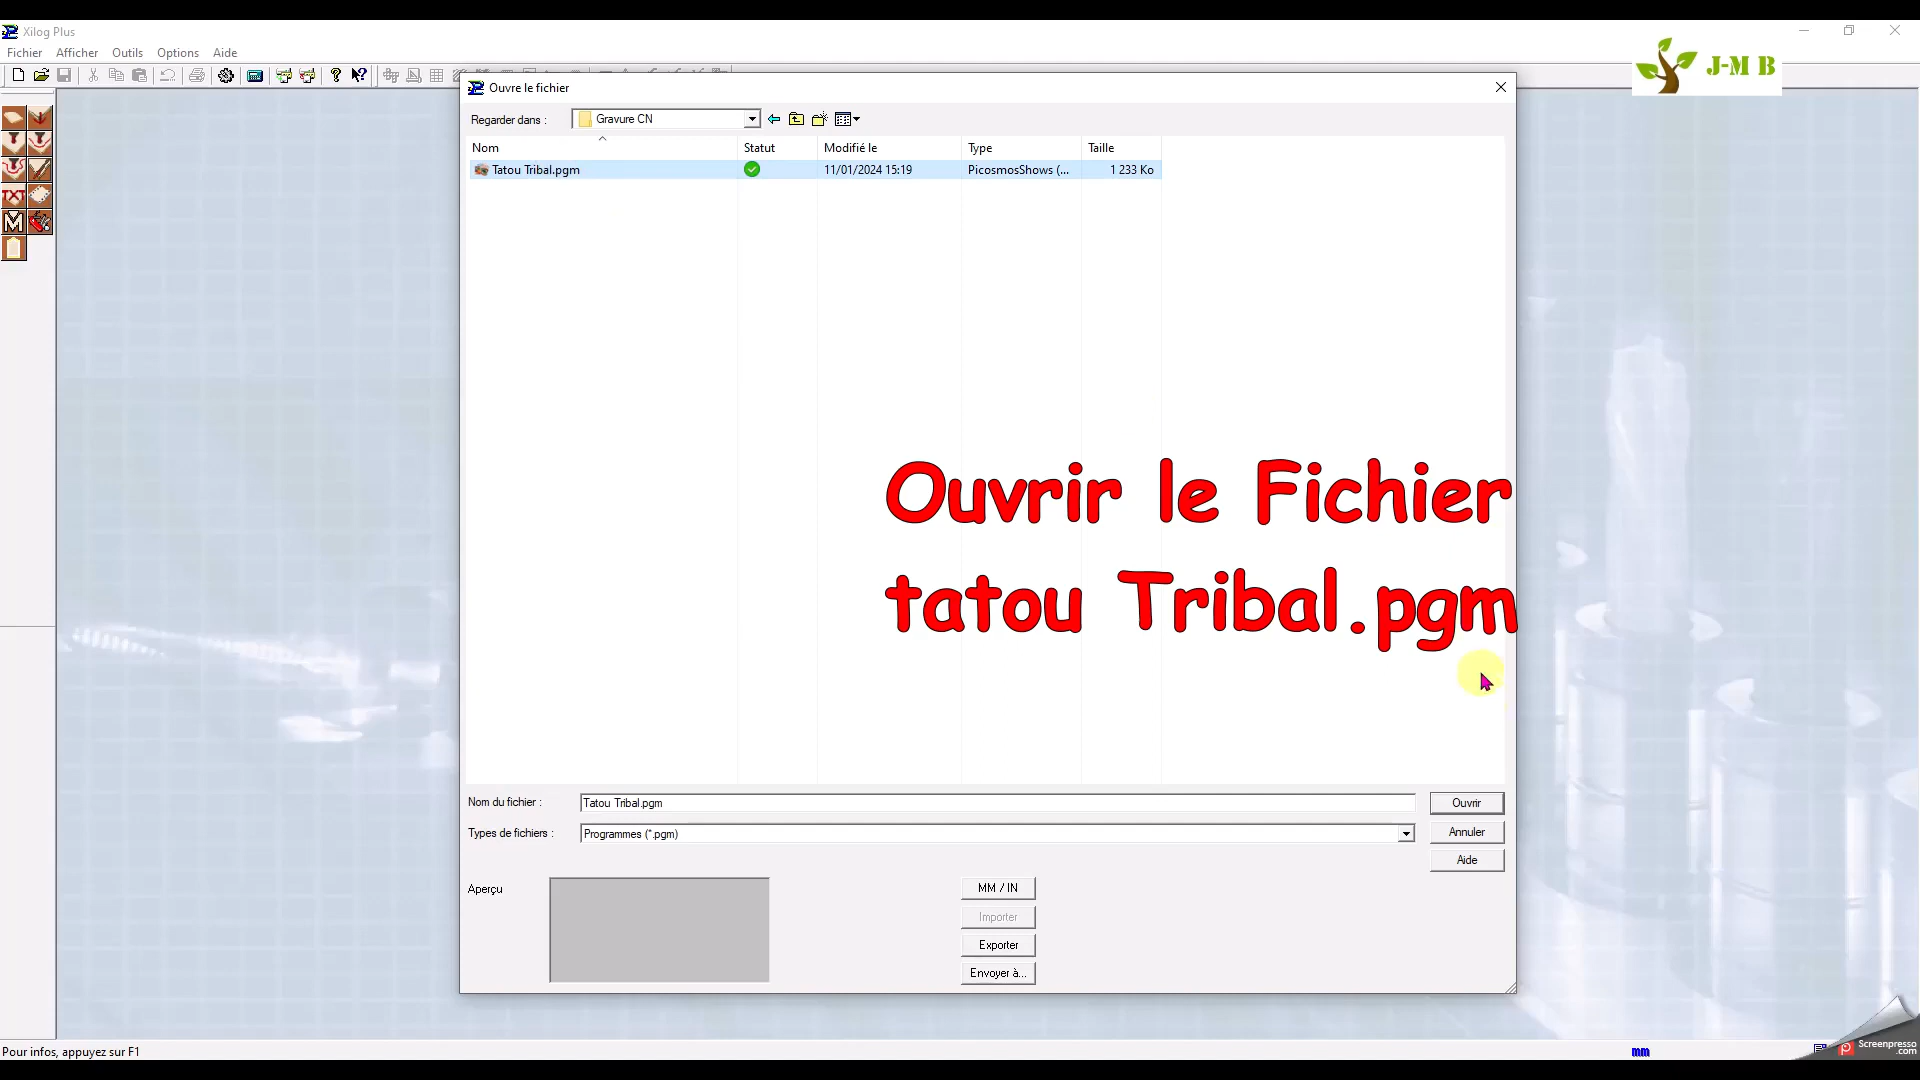 Xilog Plus
Fichier Afficher Outils Options Aide
J-M B
Ouvre le fichier
Regarder dans : Gravure CN
Nom Statut Modifié le Type Taille
Tatou Tribal.pgm 11/01/2024 15:19 PicosmosShows (... 1 233 Ko
TXT
M
Ouvrir le Fichier
tatou Tribal.pgm
Nom du fichier : Tatou Tribal.pgm Ouvrir
Types de fichiers : Programmes (*.pgm) Annuler
Aide
Aperçu MM / IN
Importer
Exporter
Envoyer à...
Pour infos, appuyez sur F1 mm
Screenpresso
.com